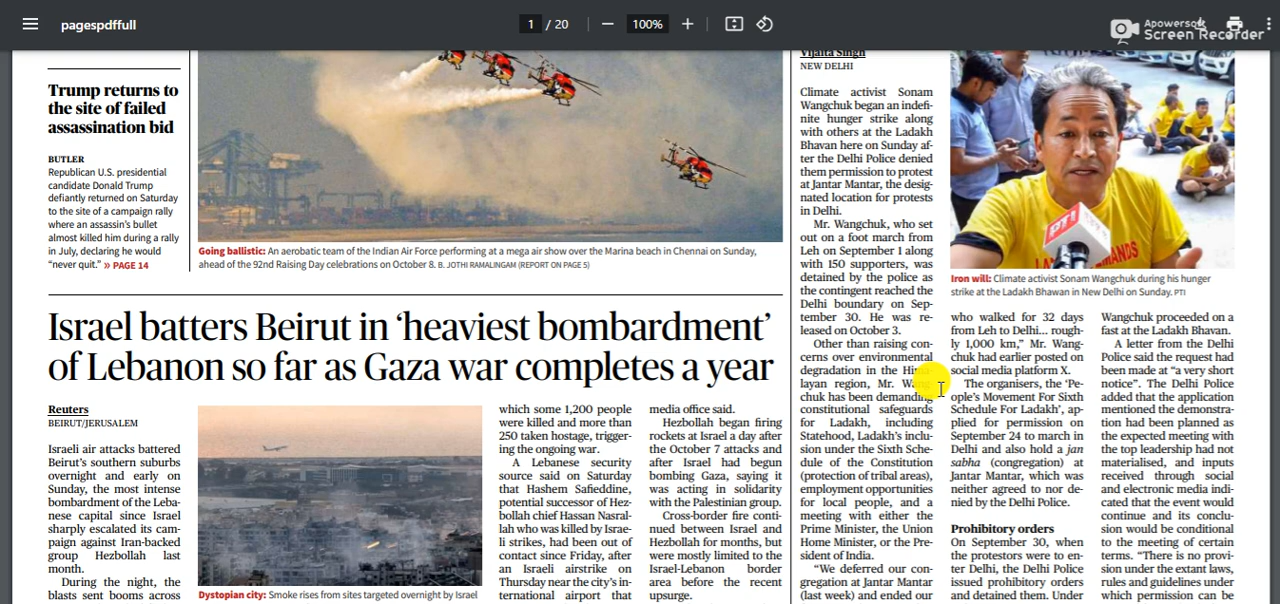 pagespdffull
1 / 20
100%
Apowersoft
Screen Recorder
Trump returns to
the site of failed
assassination bid
BUTLER
Republican U.S. presidential
candidate Donald Trump
defiantly returned on Saturday
to the site of a campaign rally
where an assassin's bullet
almost killed him during a rally
in July, declaring he would
“never quit.” » PAGE 14
Going ballistic: An aerobatic team of the Indian Air Force performing at a mega air show over the Marina beach in Chennai on Sunday,
ahead of the 92nd Raising Day celebrations on October 8. B. JOTHI RAMALINGAM (REPORT ON PAGE 5)
Israel batters Beirut in ‘heaviest bombardment’
of Lebanon so far as Gaza war completes a year
Reuters
BEIRUT/JERUSALEM
Israeli air attacks battered
Beirut's southern suburbs
overnight and early on
Sunday, the most intense
bombardment of the Leba-
nese capital since Israel
sharply escalated its cam-
paign against Iran-backed
group Hezbollah last
month.
During the night, the
blasts sent booms across
Dystopian city: Smoke rises from sites targeted overnight by Israel
which some 1,200 people
were killed and more than
250 taken hostage, trigger-
ing the ongoing war.
A Lebanese security
source said on Saturday
that Hashem Safieddine,
potential successor of Hez-
bollah chief Hassan Nasral-
lah who was killed by Israe-
li strikes, had been out of
contact since Friday, after
an Israeli airstrike on
Thursday near the city's in-
ternational airport that
media office said.
Hezbollah began firing
rockets at Israel a day after
the October 7 attacks and
after Israel had begun
bombing Gaza, saying it
was acting in solidarity
with the Palestinian group.
Cross-border fire conti-
nued between Israel and
Hezbollah for months, but
were mostly limited to the
Israel-Lebanon border
area before the recent
upsurge.
Vijaita Singh
NEW DELHI
Climate activist Sonam
Wangchuk began an indefi-
nite hunger strike along
with others at the Ladakh
Bhavan here on Sunday af-
ter the Delhi Police denied
them permission to protest
at Jantar Mantar, the desig-
nated location for protests
in Delhi.
Mr. Wangchuk, who set
out on a foot march from
Leh on September 1 along
with 150 supporters, was
detained by the police as
the contingent reached the
Delhi boundary on Sep-
tember 30. He was re-
leased on October 3.
Other than raising con-
cerns over environmental
degradation in the Hima-
layan region, Mr. Wang-
chuk has been demanding
constitutional safeguards
for Ladakh, including
Statehood, Ladakh's inclu-
sion under the Sixth Sche-
dule of the Constitution
(protection of tribal areas),
employment opportunities
for local people, and a
meeting with either the
Prime Minister, the Union
Home Minister, or the Pre-
sident of India.
“We deferred our con-
gregation at Jantar Mantar
(last week) and ended our
PTI
Iron will: Climate activist Sonam Wangchuk during his hunger
strike at the Ladakh Bhawan in New Delhi on Sunday. PTI
who walked for 32 days
from Leh to Delhi... rough-
ly 1,000 km,” Mr. Wang-
chuk had earlier posted on
social media platform X.
The organisers, the ‘Pe-
ople's Movement For Sixth
Schedule For Ladakh’, ap-
plied for permission on
September 24 to march in
Delhi and also hold a jan
sabha (congregation) at
Jantar Mantar, which was
neither agreed to nor de-
nied by the Delhi Police.
Prohibitory orders
On September 30, when
the protestors were to en-
ter Delhi, the Delhi Police
issued prohibitory orders
and detained them. Under
Wangchuk proceeded on a
fast at the Ladakh Bhavan.
A letter from the Delhi
Police said the request had
been made at “a very short
notice”. The Delhi Police
added that the application
mentioned the demonstra-
tion had been planned as
the expected meeting with
the top leadership had not
materialised, and inputs
received through social
and electronic media indi-
cated that the event would
continue and its conclu-
sion would be conditional
to the meeting of certain
terms. “There is no provi-
sion under the extant laws,
rules and guidelines under
which permission can be